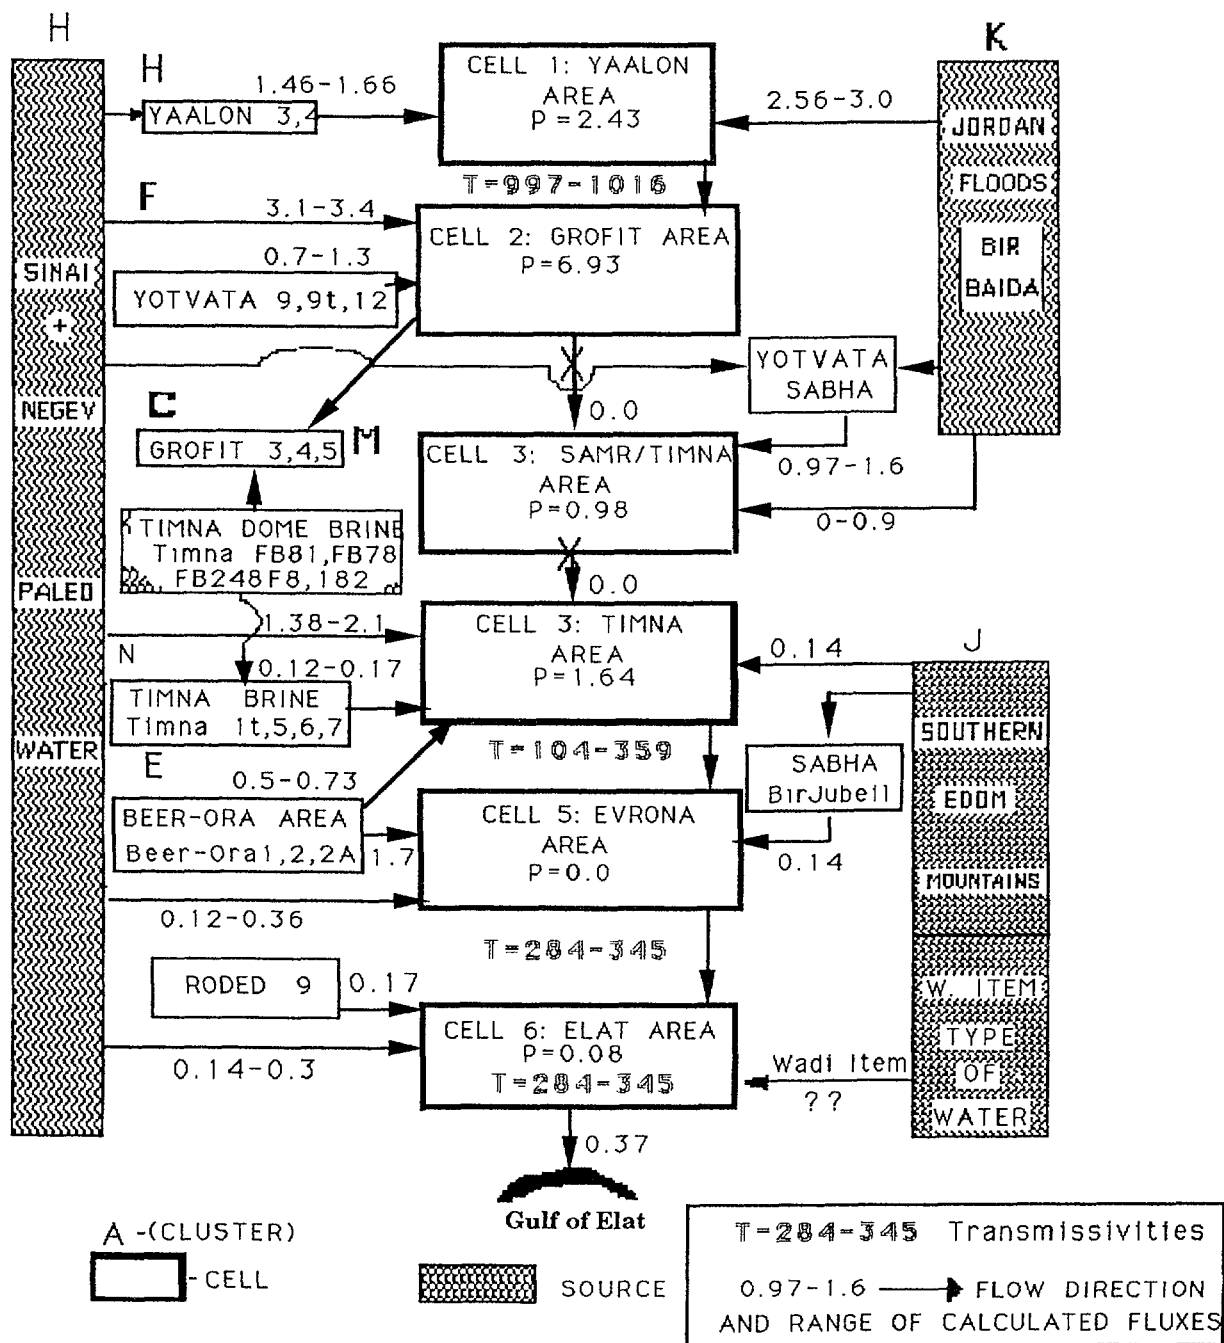 H
K
H
1.46-1.66
CELL 1: YAALON
AREA
P=2.43
2.56-3.0
YAALON 3,4
JORDAN
T=997-1016
FLOODS
F
3.1-3.4
CELL 2: GROFIT AREA
P=6.93
BIR
BAIDA
0.7-1.3
SINAI
YOTVATA 9,9t,12
+
YOTVATA
SABHA
NEGEV
C
0.0
GROFIT 3,4,5
M
CELL 3: SAMR/TIMNA
AREA
P=0.98
0.97-1.6
0-0.9
TIMNA DOME BRINE
Timna FB81,FB78
FB248F8,182
PALEO
0.0
1.38-2.1
CELL 3: TIMNA
AREA
P=1.64
0.14
J
N
0.12-0.17
TIMNA BRINE
Timna 1t,5,6,7
WATER
T=104-359
SOUTHERN
E
0.5-0.73
SABHA
BirJubeil
EDOM
BEER-ORA AREA
Beer-Ora1,2,2A
1.7
CELL 5: EVRONA
AREA
P=0.0
0.14
MOUNTAINS
0.12-0.36
T=284-345
RODED 9
0.17
W. ITEM
TYPE
OF
WATER
CELL 6: ELAT AREA
P=0.08
T=284-345
0.14-0.3
Wadi Item
??
0.37
Gulf of Elat
A -(CLUSTER)
-CELL
SOURCE
T=284-345 Transmissivities
0.97-1.6 FLOW DIRECTION
AND RANGE OF CALCULATED FLUXES